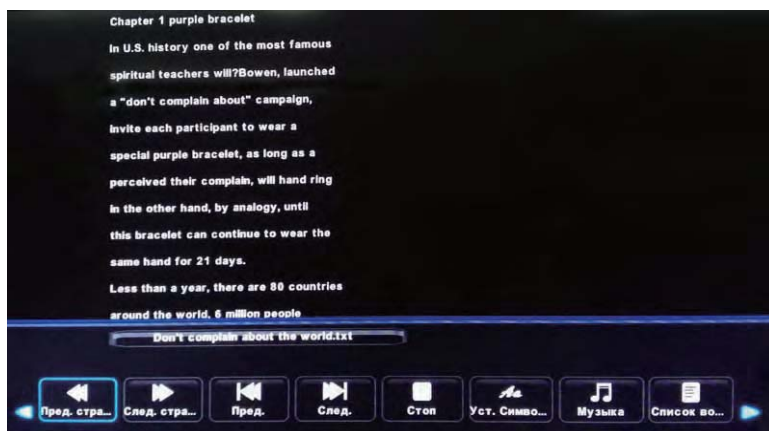 Chapter 1 purple bracelet
In U.S. history one of the most famous
spiritual teachers will?Bowen, launched
a "don't complain about" campaign,
invite each participant to wear a
special purple bracelet, as long as a
perceived their complain, will hand ring
in the other hand, by analogy, until
this bracelet can continue to wear the
same hand for 21 days.
Less than a year, there are 80 countries
around the world, 6 million people
Don't complain about the world.txt
Пред. стра...
След. стра...
Пред.
След.
Стоп
Уст. Симво...
Музыка
Список во...